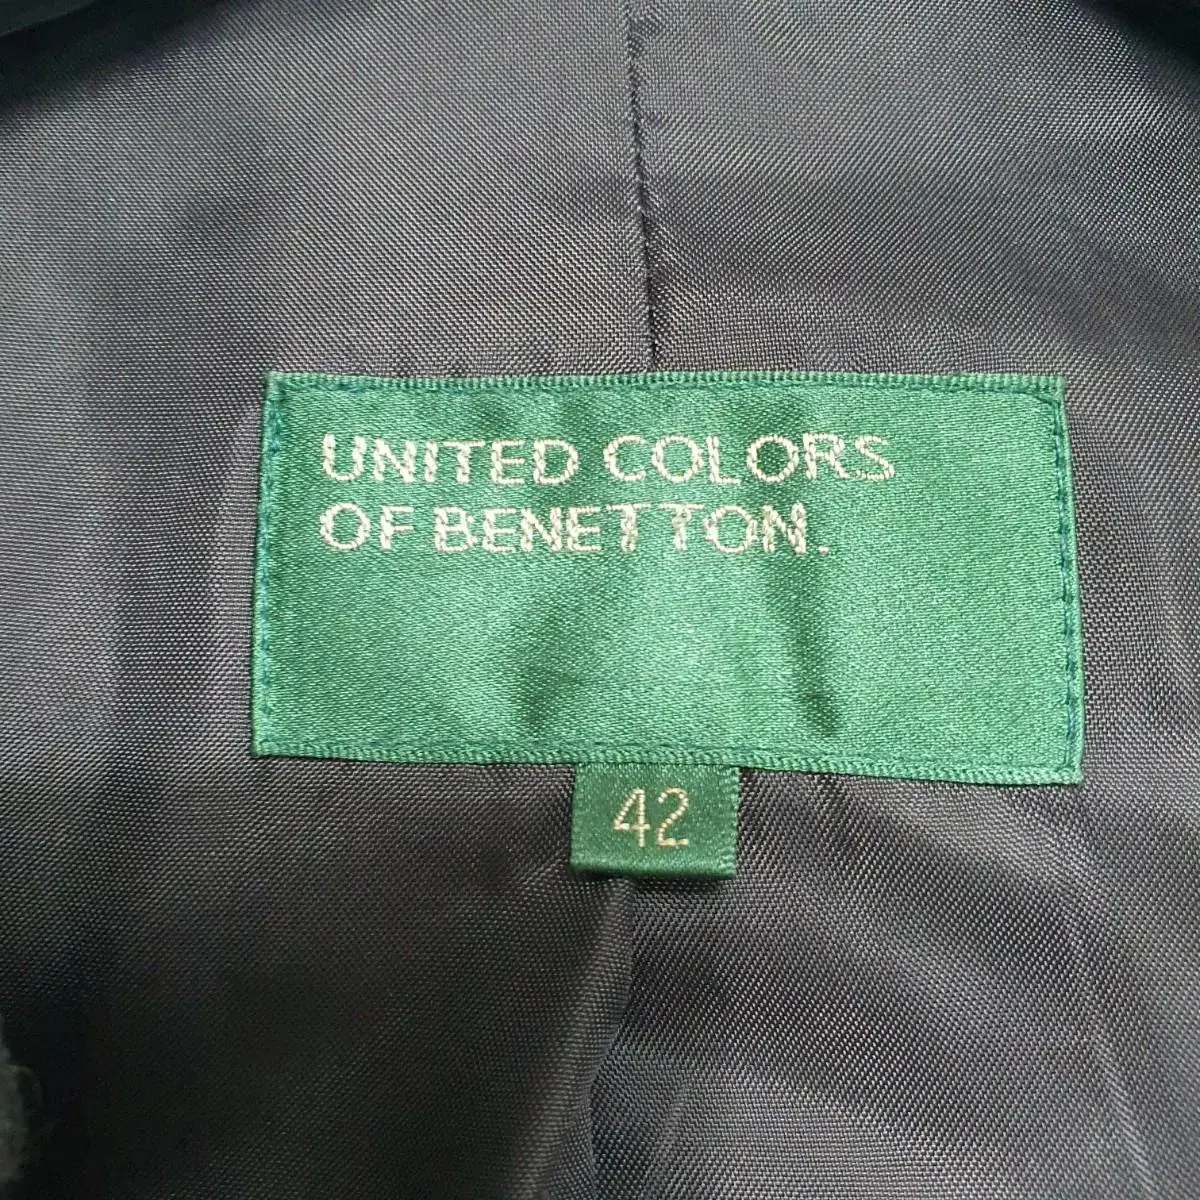 UNITED COLORS
OF BENETTON.
42